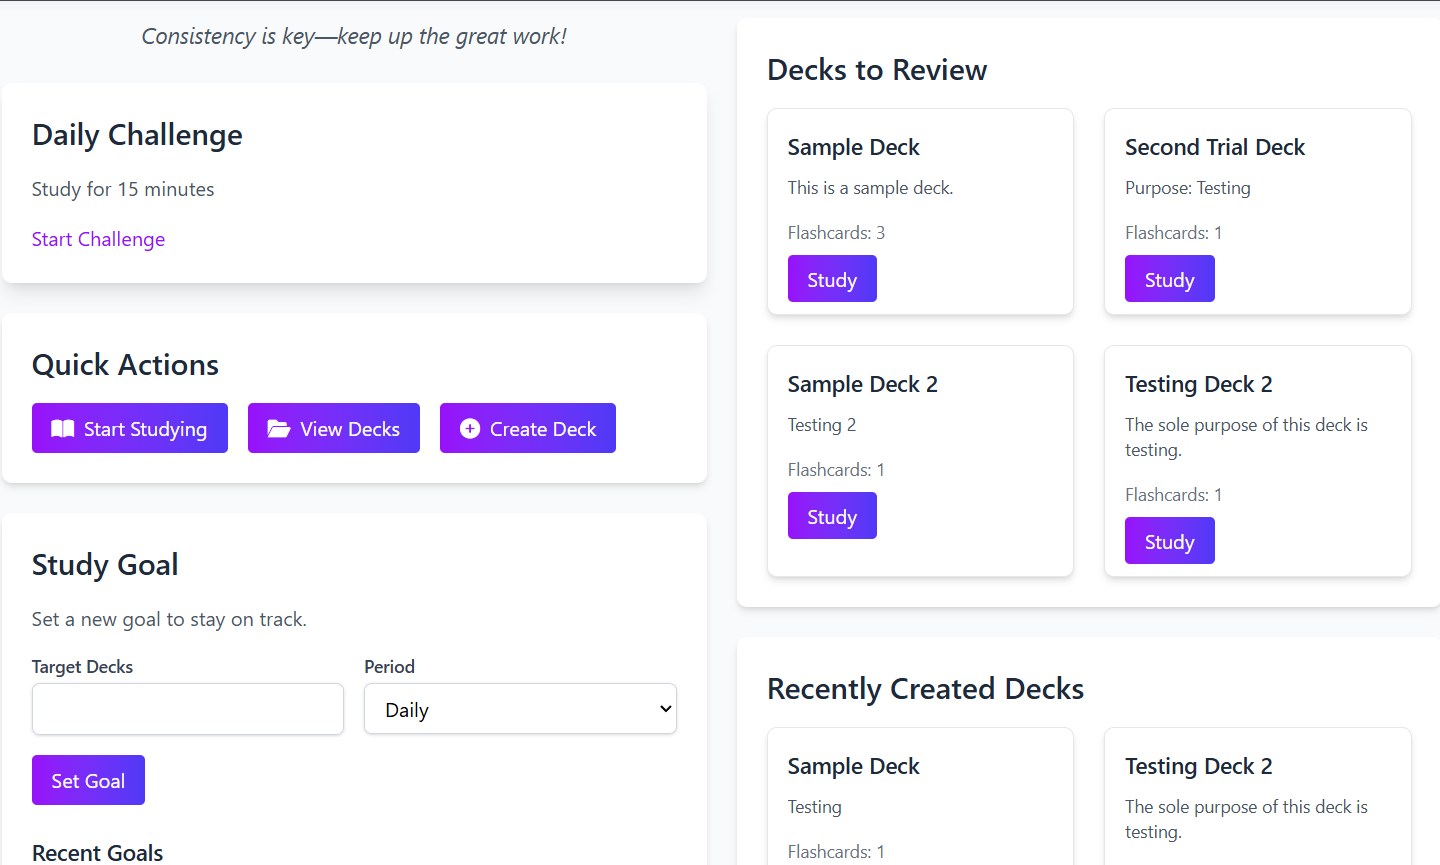 Consistency is key—keep up the great work!
Daily Challenge
Study for 15 minutes
Start Challenge
Quick Actions
Start Studying
View Decks
Create Deck
Study Goal
Set a new goal to stay on track.
Target Decks
Period
Daily
Set Goal
Recent Goals
Decks to Review
Sample Deck
This is a sample deck.
Flashcards: 3
Study
Second Trial Deck
Purpose: Testing
Flashcards: 1
Study
Sample Deck 2
Testing 2
Flashcards: 1
Study
Testing Deck 2
The sole purpose of this deck is
testing.
Flashcards: 1
Study
Recently Created Decks
Sample Deck
Testing
Flashcards: 1
Testing Deck 2
The sole purpose of this deck is
testing.